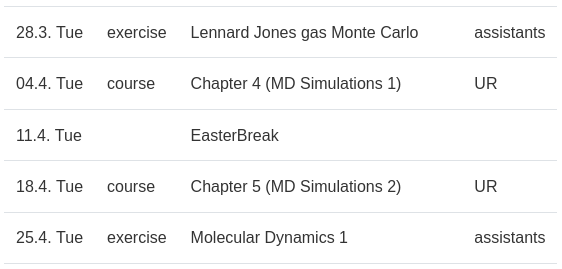 28.3. Tue exercise Lennard Jones gas Monte Carlo assistants
04.4. Tue course Chapter 4 (MD Simulations 1) UR
11.4. Tue EasterBreak
18.4. Tue course Chapter 5 (MD Simulations 2) UR
25.4. Tue exercise Molecular Dynamics 1 assistants